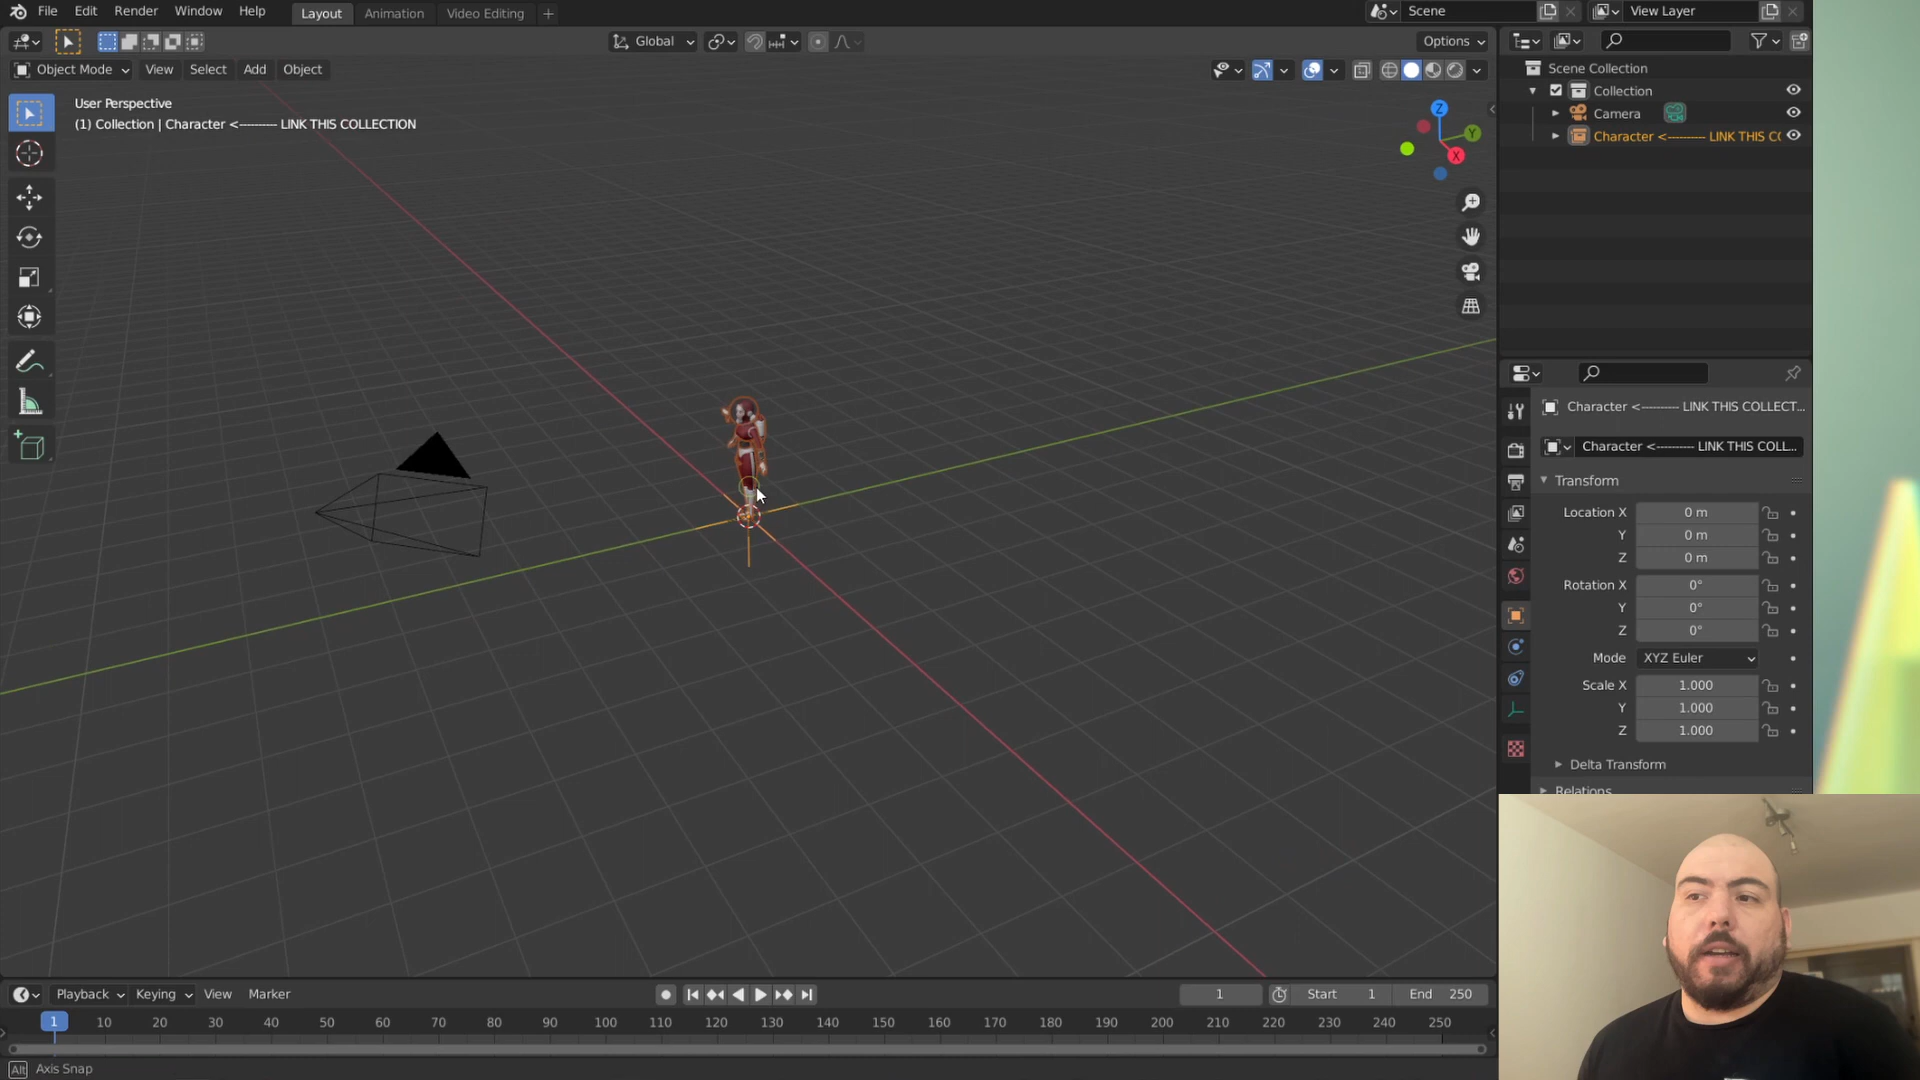 File Edit Render Window Help Layout Animation Video Editing + Scene View Layer
Global Options
Object Mode View Select Add Object
User Perspective
(1) Collection | Character <--------- LINK THIS COLLECTION
Z
Y
X
Scene Collection
Collection
Camera
Character <---------- LINK THIS CO
Character <---------- LINK THIS COLLECT...
Character <---------- LINK THIS COLL...
Transform
Location X 0 m
Y 0 m
Z 0 m
Rotation X 0°
Y 0°
Z 0°
Mode XYZ Euler
Scale X 1.000
Y 1.000
Z 1.000
Delta Transform
Relations
Playback Keying View Marker 1 Start 1 End 250
1 10 20 30 40 50 60 70 80 90 100 110 120 130 140 150 160 170 180 190 200 210 220 230 240 250
Alt Axis Snap